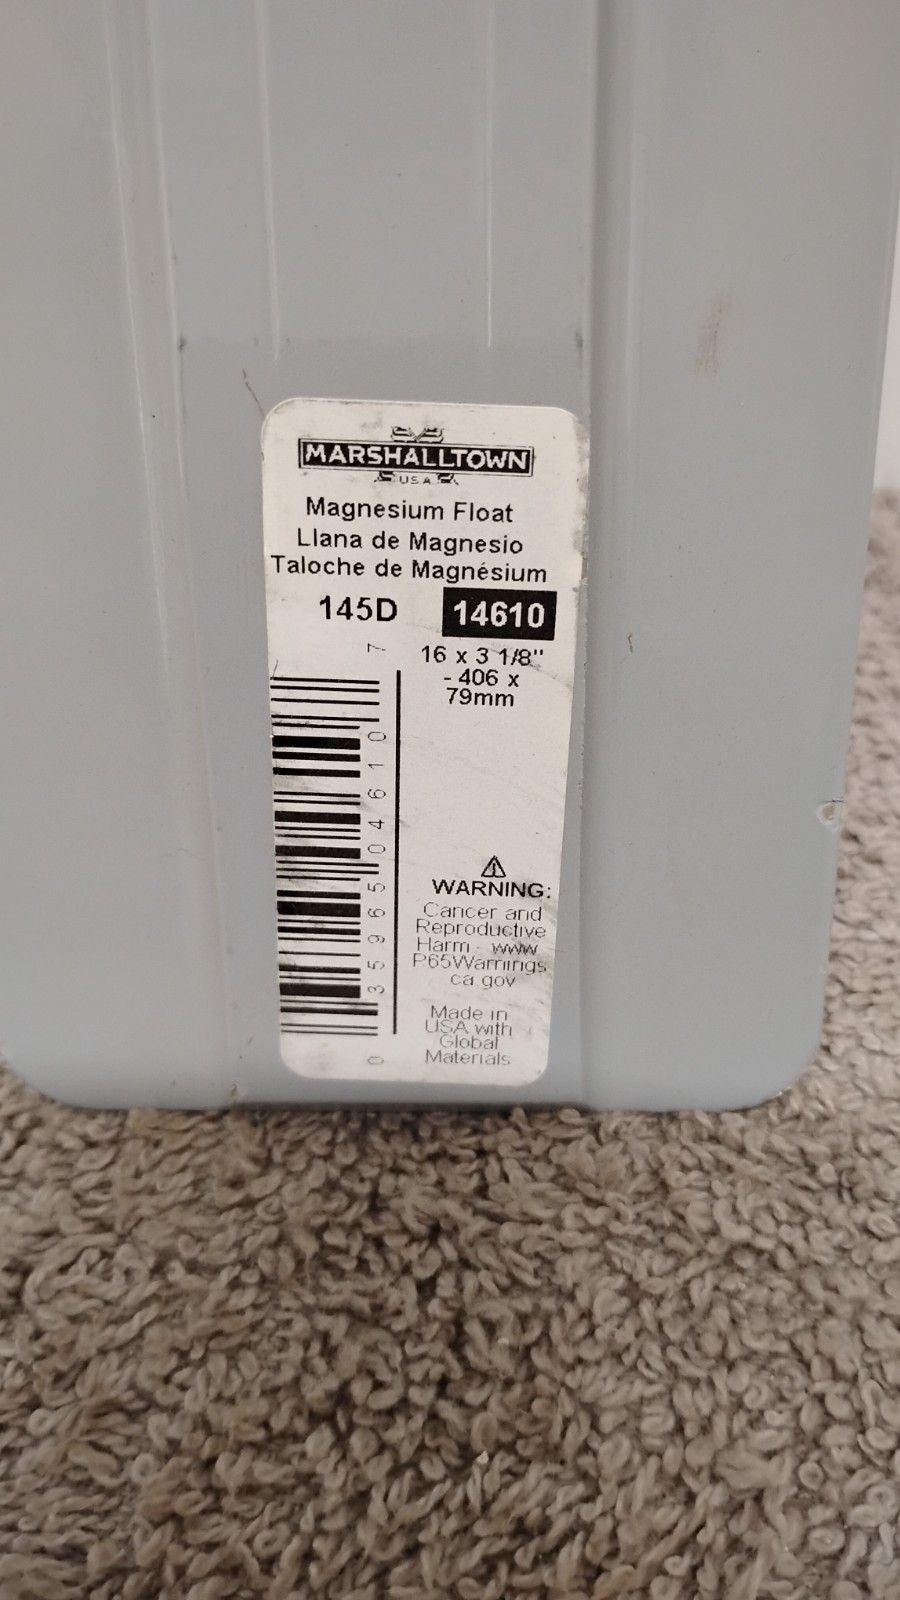 MARSHALLTOWN
USA
Magnesium Float
Llana de Magnesio
Taloche de Magnésium
145D 14610
16 x 3 1/8"
- 406 x
79mm
0 35965 04610 7
WARNING:
Cancer and
Reproductive
Harm - www
P65Warnings
ca gov
Made in
USA with
Global
Materials